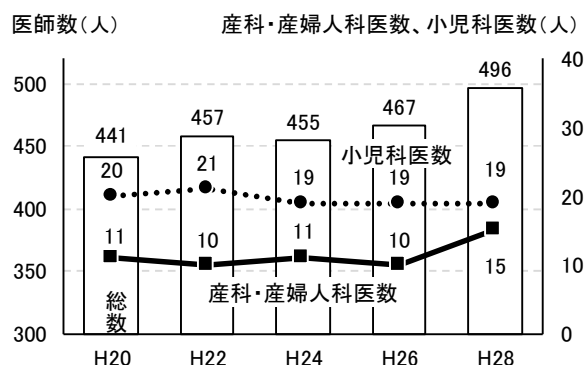 医師数(人) 産科・産婦人科医数、小児科医数(人)
500 450 400 350 300
40 30 20 10 0
441 457 455 467 496
小児科医数
20 21 19 19 19
11 10 11 10 15
産科・産婦人科医数
総数
H20 H22 H24 H26 H28